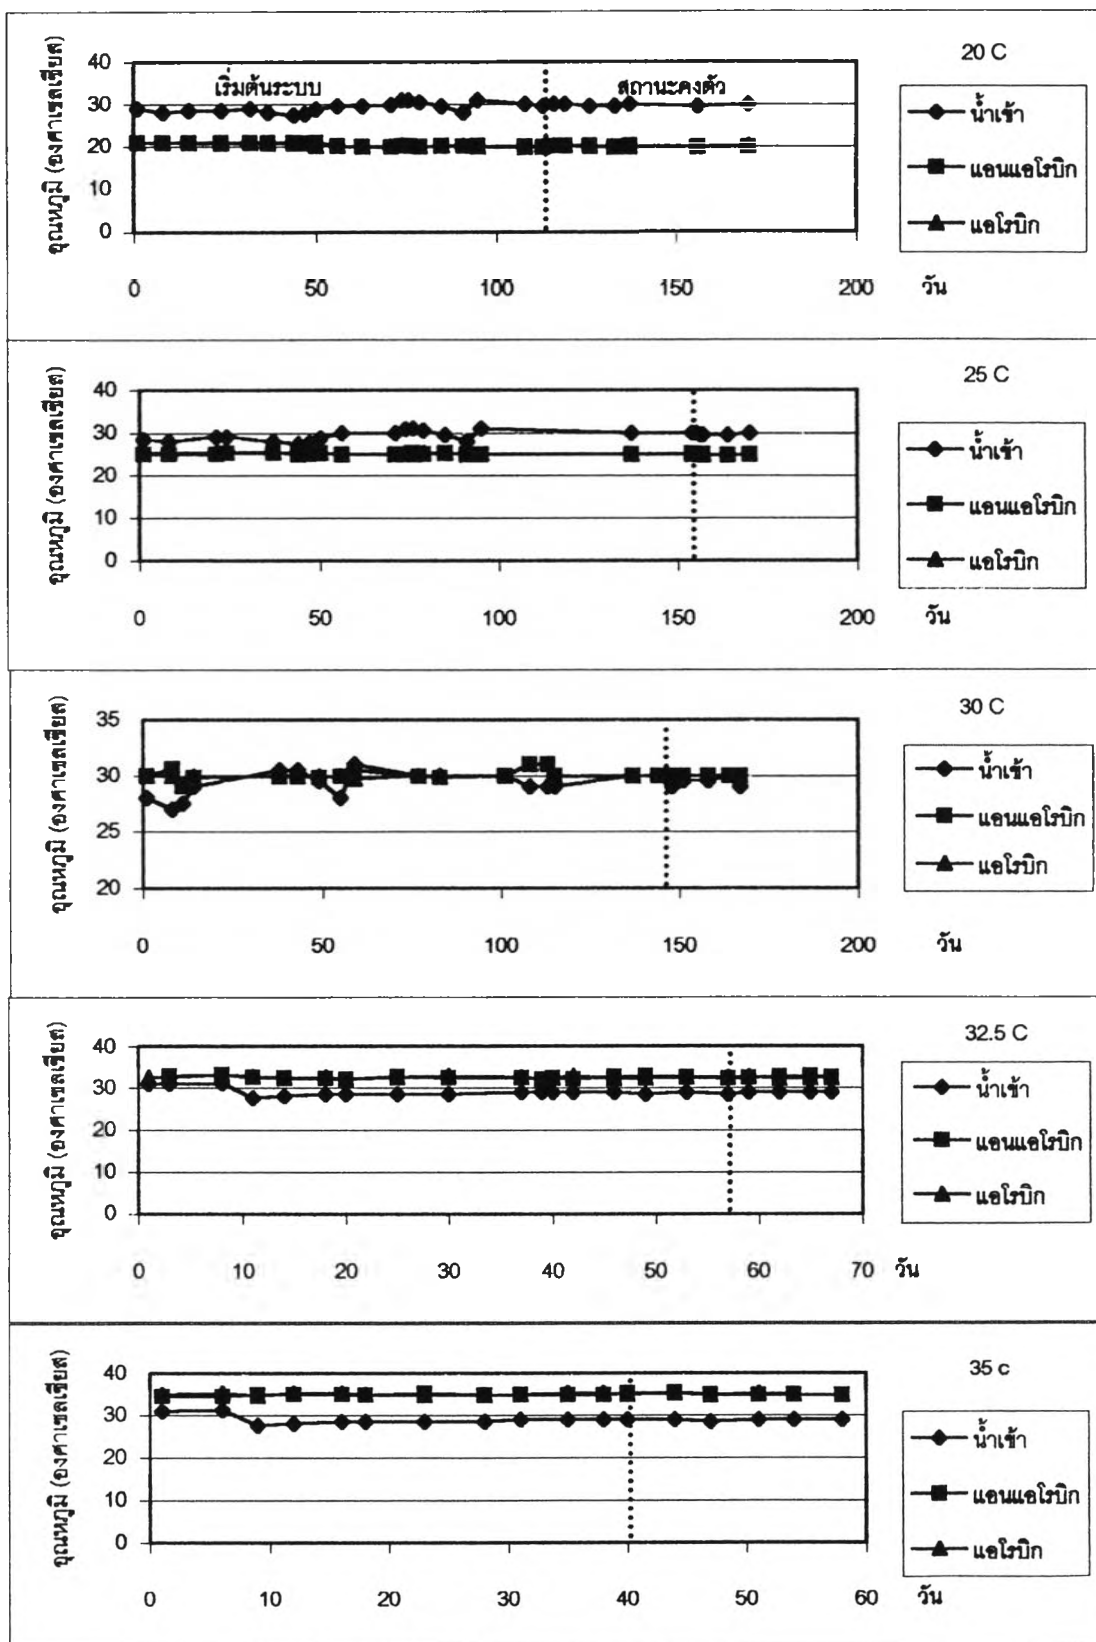 20 C
อุณหภูมิ (องศาเซลเซียส)
40
30
20
10
0
เริ่มต้นระบบ
สถานะคงตัว
น้ำเข้า
แอนแอโรบิก
แอโรบิก
0 50 100 150 200 วัน
25 C
อุณหภูมิ (องศาเซลเซียส)
40
30
20
10
0
น้ำเข้า
แอนแอโรบิก
แอโรบิก
0 50 100 150 200 วัน
30 C
อุณหภูมิ (องศาเซลเซียส)
35
30
25
20
น้ำเข้า
แอนแอโรบิก
แอโรบิก
0 50 100 150 200 วัน
32.5 C
อุณหภูมิ (องศาเซลเซียส)
40
30
20
10
0
น้ำเข้า
แอนแอโรบิก
แอโรบิก
0 10 20 30 40 50 60 70 วัน
35 c
อุณหภูมิ (องศาเซลเซียส)
40
30
20
10
0
น้ำเข้า
แอนแอโรบิก
แอโรบิก
0 10 20 30 40 50 60 วัน